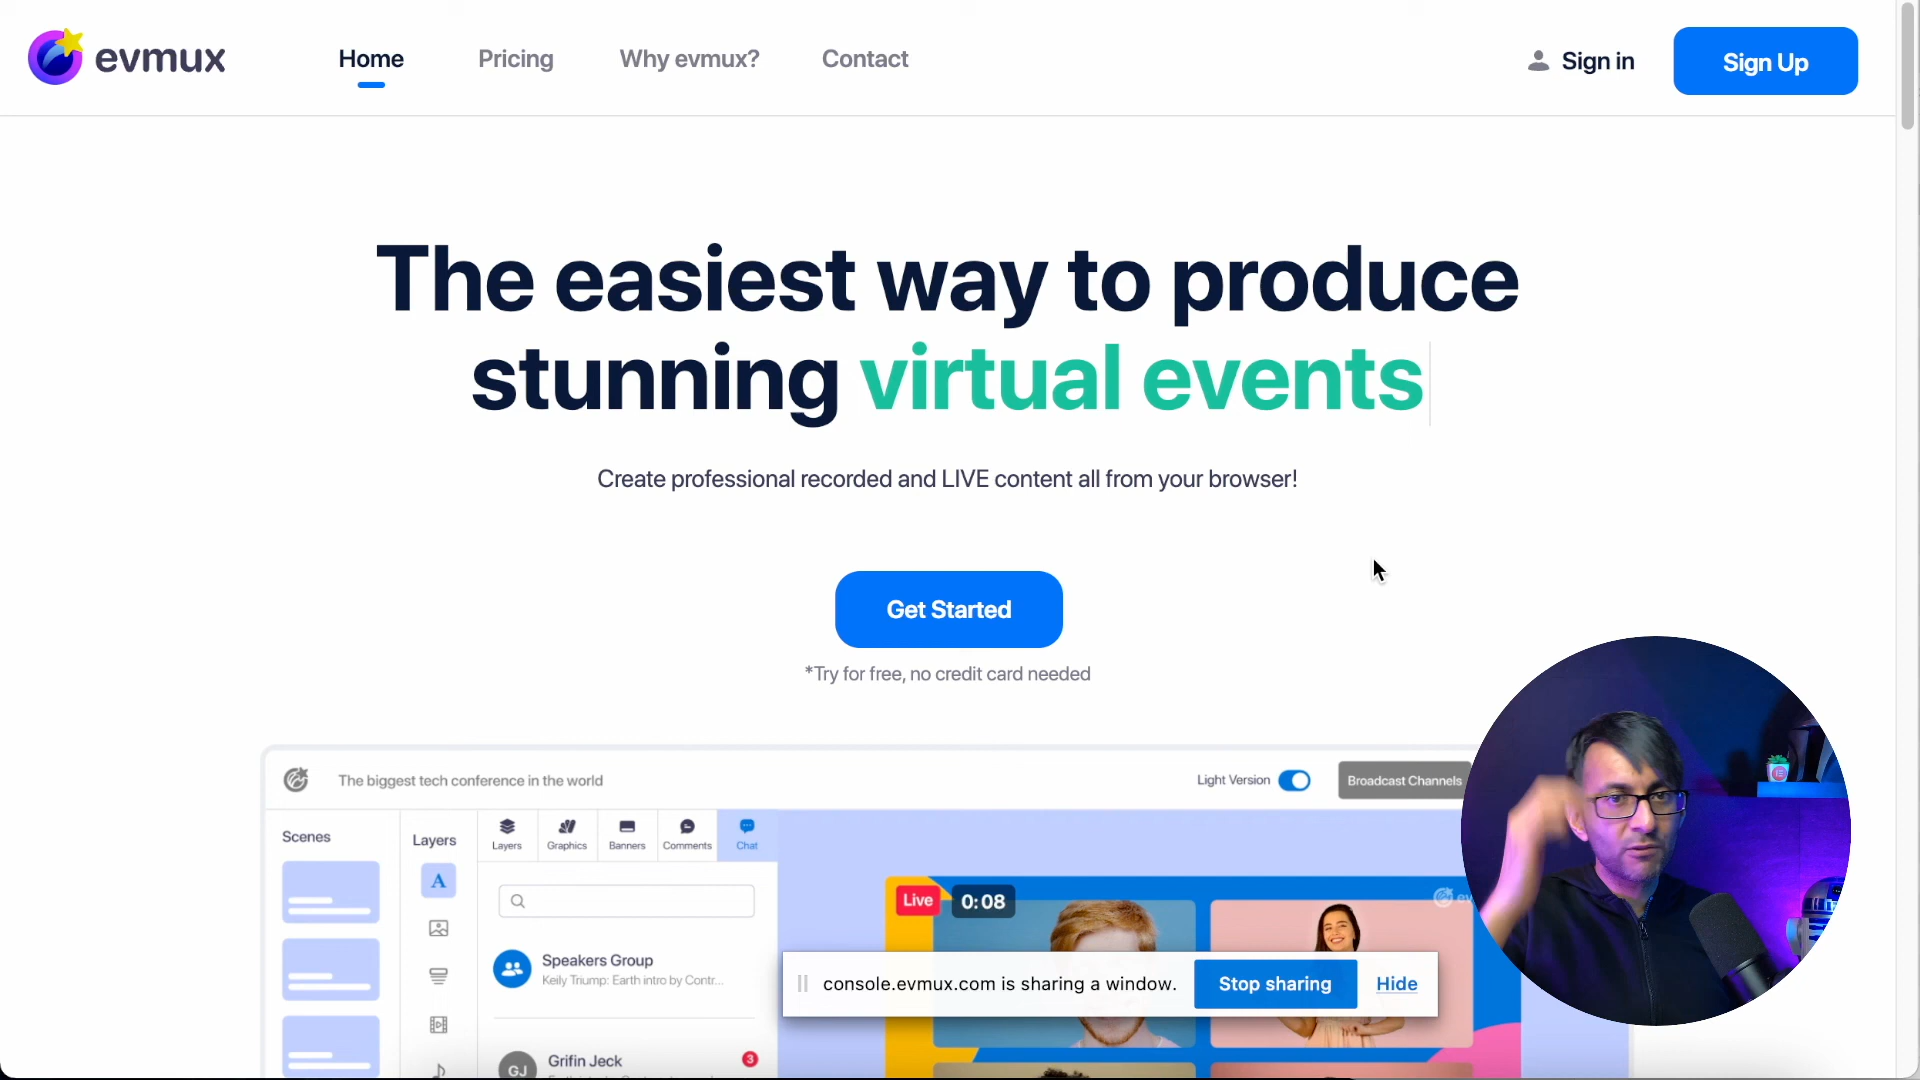 evmux
Home
Pricing
Why evmux?
Contact
Sign in
Sign Up
The easiest way to produce
stunning virtual events
Create professional recorded and LIVE content all from your browser!
Get Started
*Try for free, no credit card needed
The biggest tech conference in the world
Light Version
Broadcast Channels
Scenes
Layers
Layers
Graphics
Banners
Comments
Chat
A
Live
0:08
Speakers Group
Keily Trump: Earth intro by Contr...
console.evmux.com is sharing a window.
Stop sharing
Hide
GJ
Grifin Jeck
3